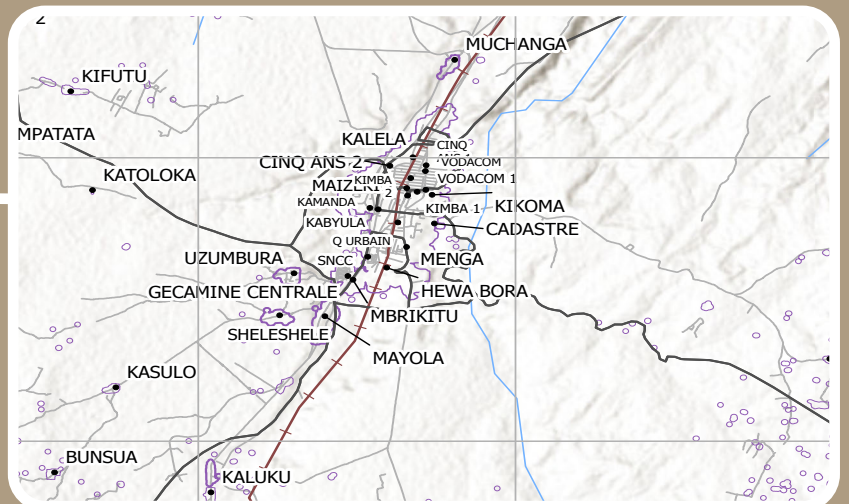 2
MUCHANGA
KIFUTU
MPATATA
KALELA
CINQ
CINQ ANS 2
VODACOM
KATOLOKA
MAIZEKI
KIMBA
2
VODACOM 1
KAMANDA
KIMBA 1
KIKOMA
KABYULA
CADASTRE
Q URBAIN
UZUMBURA
SNCC
MENGA
GECAMINE CENTRALE
HEWA BORA
MBRIKITU
SHELESHELE
MAYOLA
KASULO
BUNSUA
KALUKU